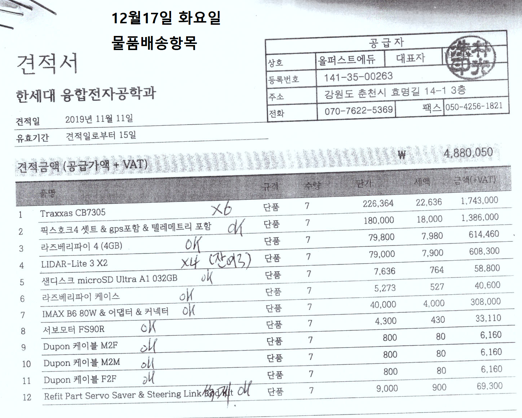 12월17일 화요일
물품배송항목
견적서
한세대 융합전자공학과
견적일 2019년 11월 11일
유효기간 견적일로부터 15일
공급자
상호 올퍼스트에듀 대표자
등록번호 141-35-00263
주소 강원도 춘천시 효령길 14-1 3층
전화 070-7622-5369 팩스 050-4256-1821
견적금액 (공급가액 + VAT) ₩ 4,880,050
품명 규격 수량 단가 세액 금액(+VAT)
1 Traxxas CB7305 x6 단품 7 226,364 22,636 1,743,000
2 픽스호크4 셋트 & gps포함 & 텔레메트리 포함 ok 단품 7 180,000 18,000 1,386,000
3 라즈베리파이 4 (4GB) ok 단품 7 79,800 7,980 614,460
4 LIDAR-Lite 3 X2 x4 단품 7 79,000 7,900 608,300
5 샌디스크 microSD Ultra A1 032GB ok 단품 7 7,636 764 58,800
6 라즈베리파이 케이스 ok 단품 7 5,273 527 40,600
7 IMAX B6 80W & 어댑터 & 커넥터 ok 단품 7 40,000 4,000 308,000
8 서보모터 FS90R ok 단품 7 4,300 430 33,110
9 Dupon 케이블 M2F ok 단품 7 800 80 6,160
10 Dupon 케이블 M2M ok 단품 7 800 80 6,160
11 Dupon 케이블 F2F ok 단품 7 800 80 6,160
12 Refit Part Servo Saver & Steering Link ok 단품 7 9,000 900 69,300